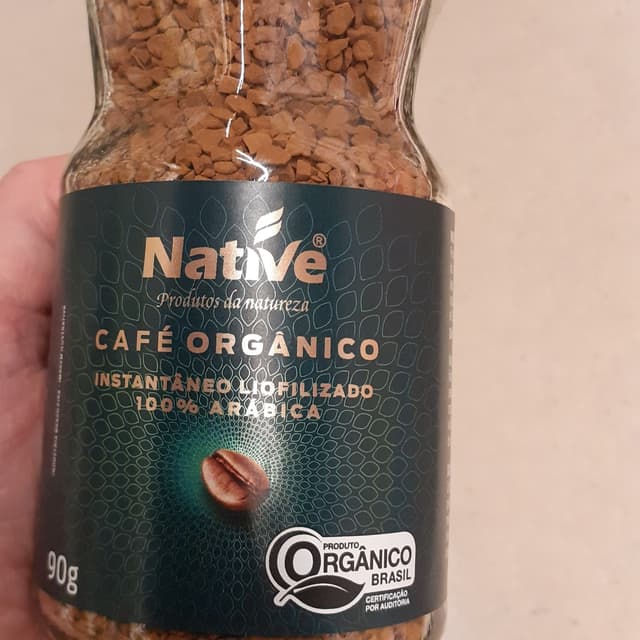 Native®
Produtos da natureza
CAFÉ ORGÂNICO
INSTANTÂNEO LIOFILIZADO
100% ARÁBICA
90g
PRODUTO
ORGÂNICO
BRASIL
CERTIFICAÇÃO
POR AUDITORIA